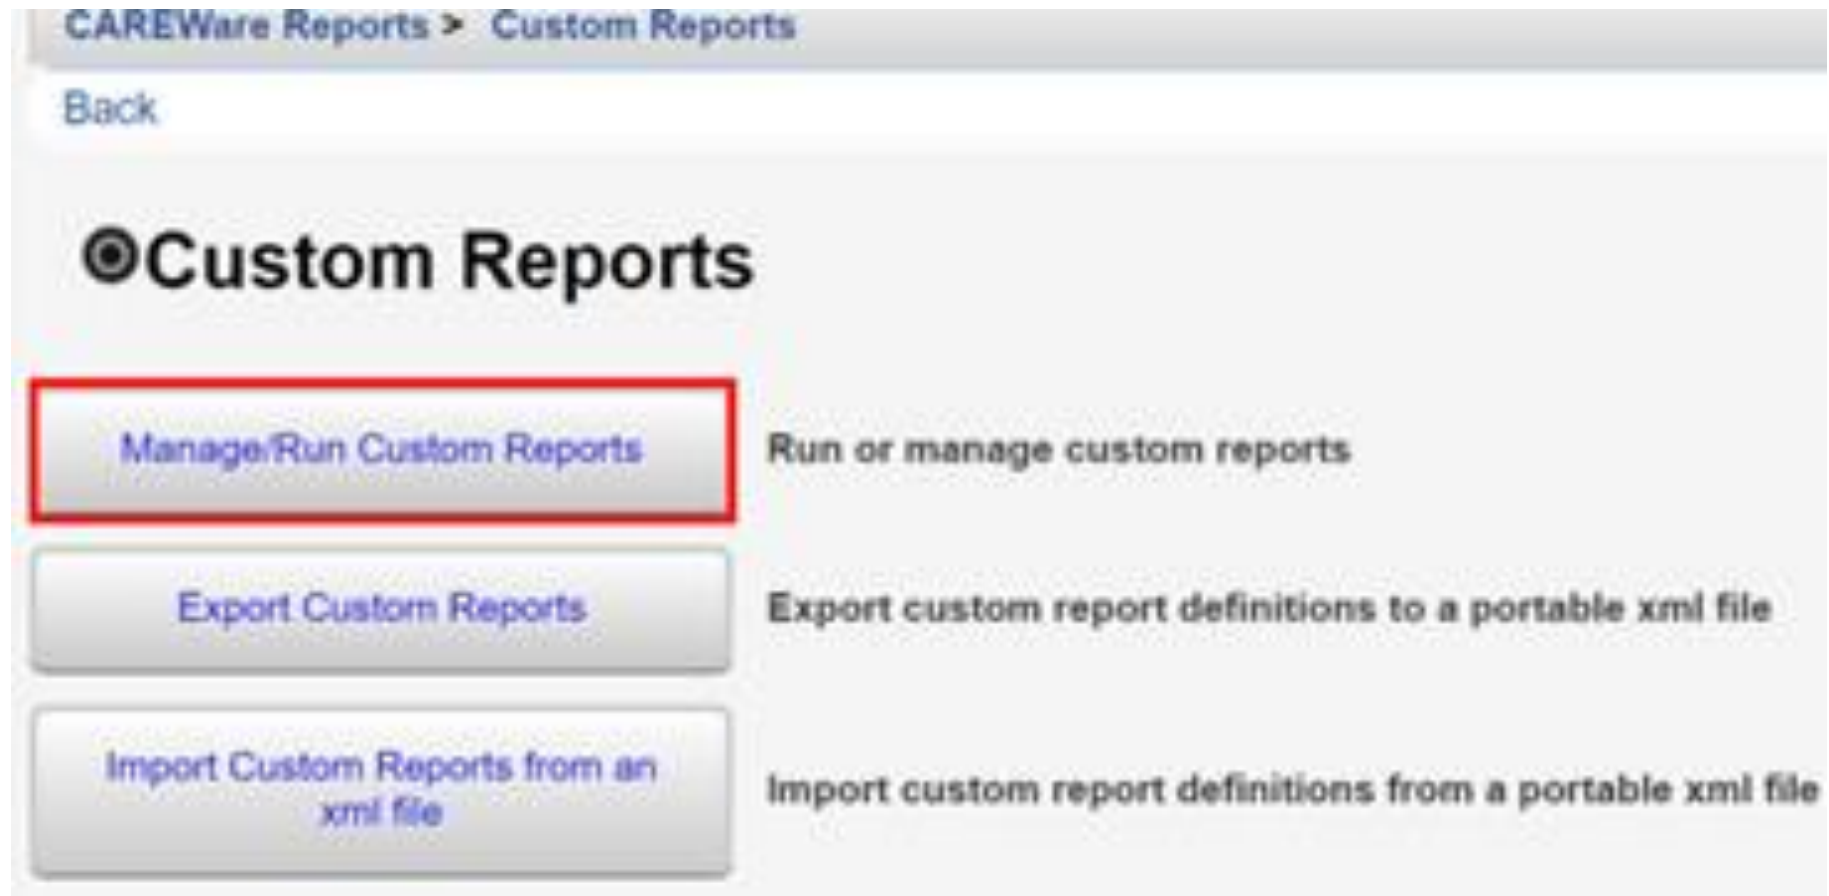 CAREWare Reports > Custom Reports
Back
Custom Reports
Manage/Run Custom Reports
Run or manage custom reports
Export Custom Reports
Export custom report definitions to a portable xml file
Import Custom Reports from an
xml file
Import custom report definitions from a portable xml file